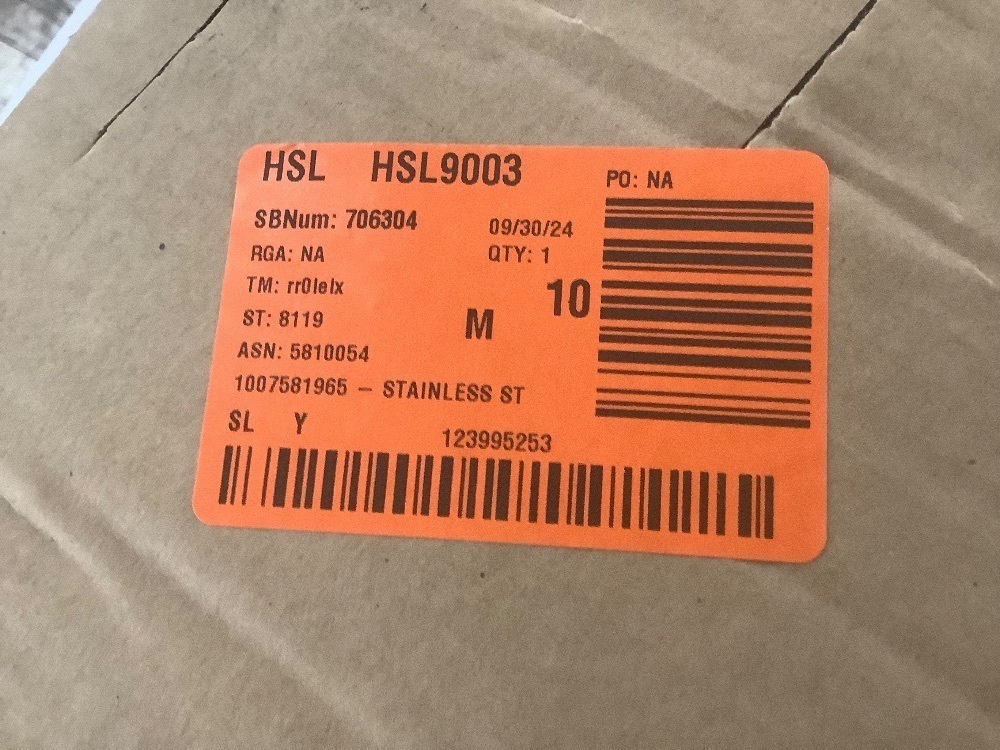 HSL HSL9003
PO: NA
SBNum: 706304
09/30/24
RGA: NA
QTY: 1
TM: rr0lelx
10
ST: 8119
M
ASN: 5810054
1007581965 – STAINLESS ST
SL Y
123995253